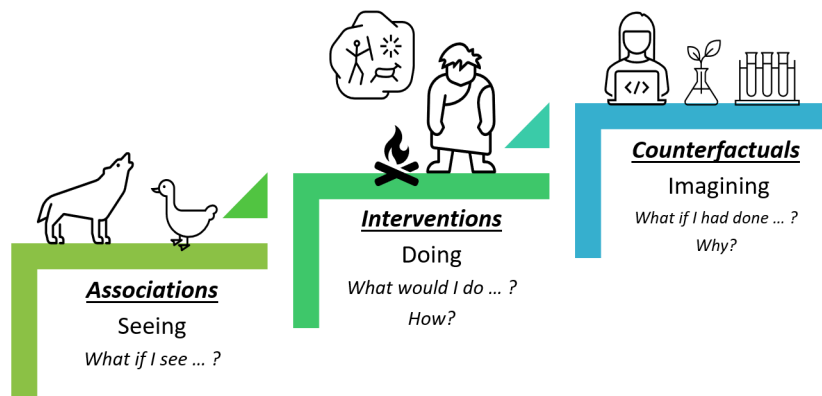 Associations
Seeing
What if I see ... ?
Interventions
Doing
What would I do ... ?
How?
</>
Counterfactuals
Imagining
What if I had done ... ?
Why?